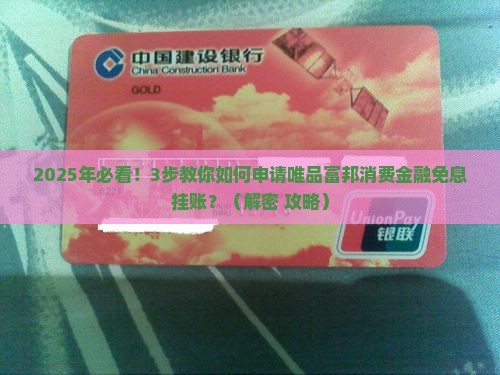 中国建设银行
China Construction Bank
GOLD
2025年必看！3步教你如何申请唯品富邦消费金融免息
挂账？（解密 攻略）
UnionPay
银联